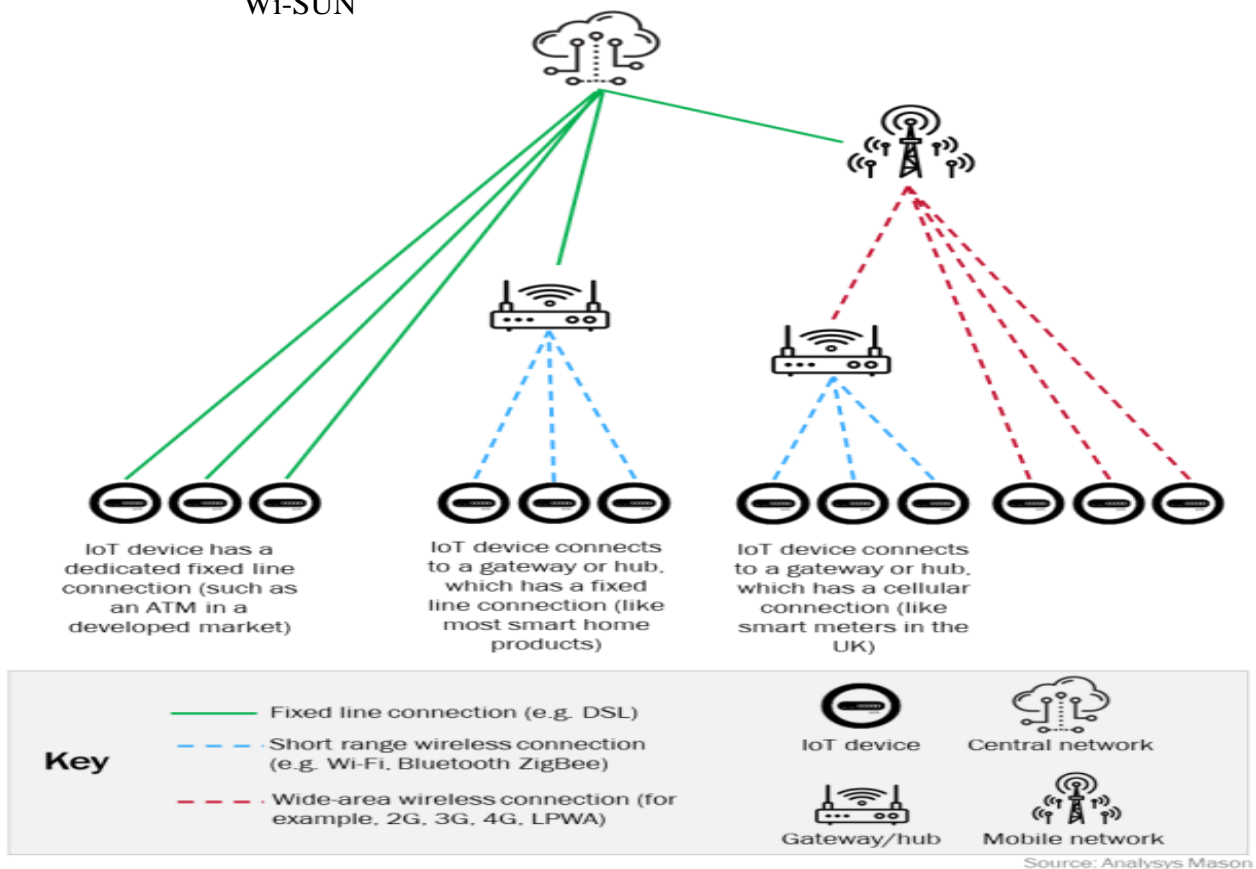 Wi-SUN
IoT device has a
dedicated fixed line
connection (such as
an ATM in a
developed market)
IoT device connects
to a gateway or hub,
which has a fixed
line connection (like
most smart home
products)
IoT device connects
to a gateway or hub,
which has a cellular
connection (like
smart meters in the
UK)
Key
Fixed line connection (e.g. DSL)
Short range wireless connection
(e.g. Wi-Fi, Bluetooth ZigBee)
Wide-area wireless connection (for
example, 2G, 3G, 4G, LPWA)
IoT device
Central network
Gateway/hub
Mobile network
Source: Analysys Mason